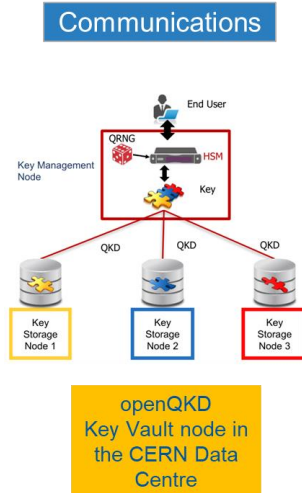 Communications
End User
QRNG
HSM
Key Management
Node
Key
QKD
QKD
QKD
Key
Storage
Node 1
Key
Storage
Node 2
Key
Storage
Node 3
openQKD
Key Vault node in
the CERN Data
Centre